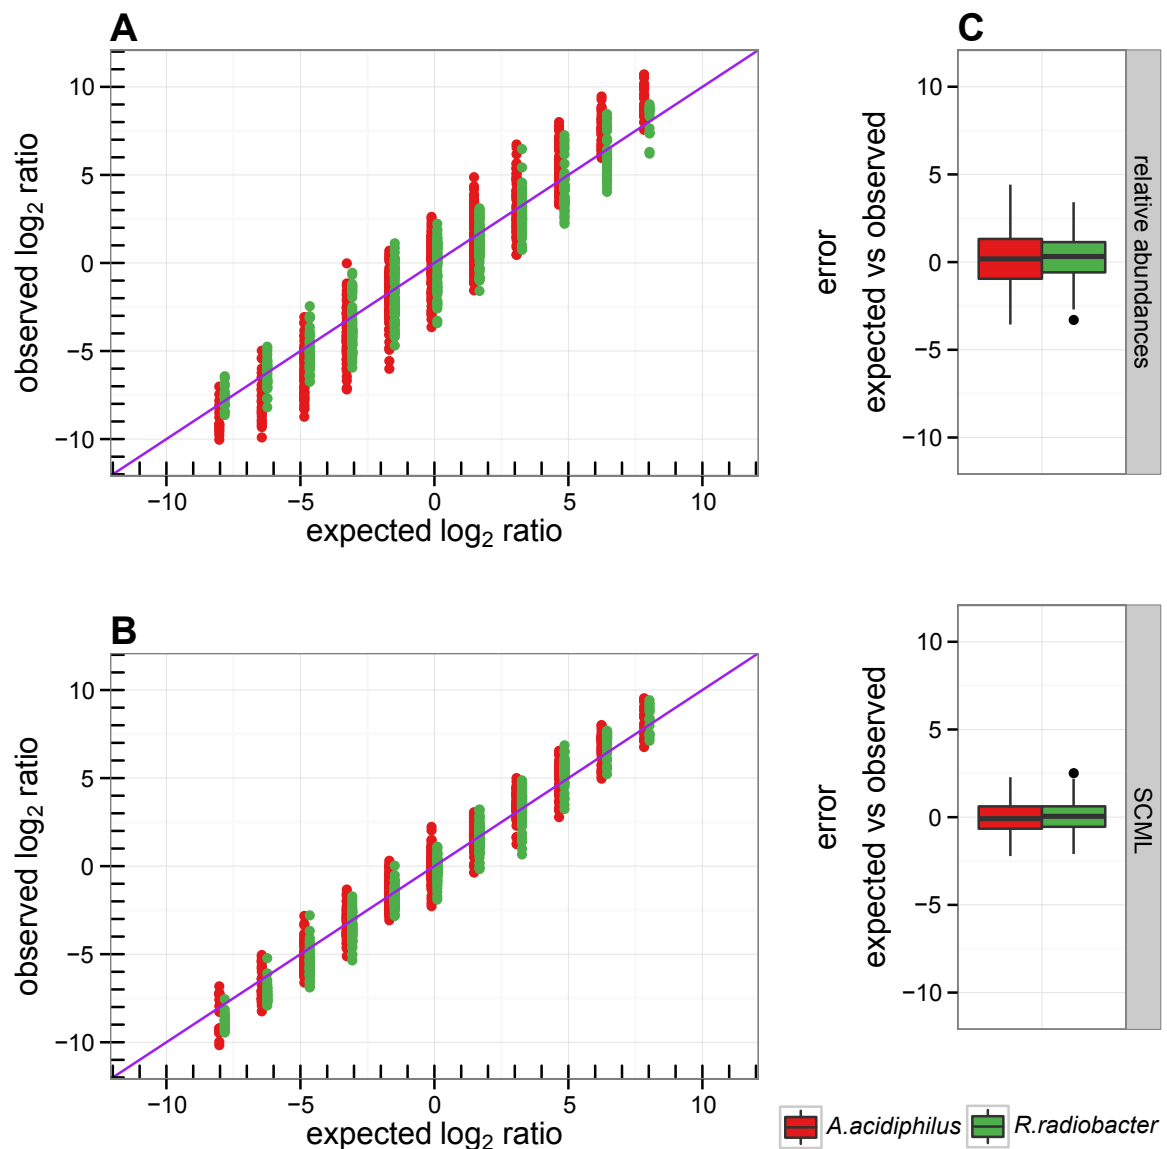 A
10
5
0
−5
−10
observed log₂ ratio
−10 −5 0 5 10
expected log₂ ratio
C
10
5
0
−5
−10
error
expected vs observed
relative abundances
B
10
5
0
−5
−10
observed log₂ ratio
−10 −5 0 5 10
expected log₂ ratio
10
5
0
−5
−10
error
expected vs observed
SCML
A.acidiphilus R.radiobacter